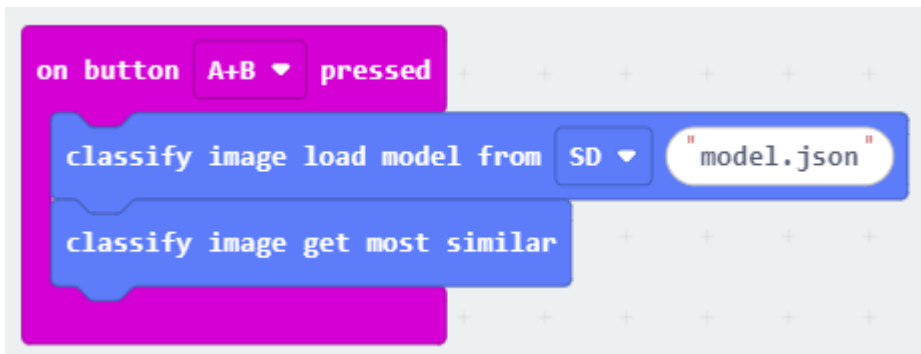 on button A+B pressed
classify image load model from SD "model.json"
classify image get most similar